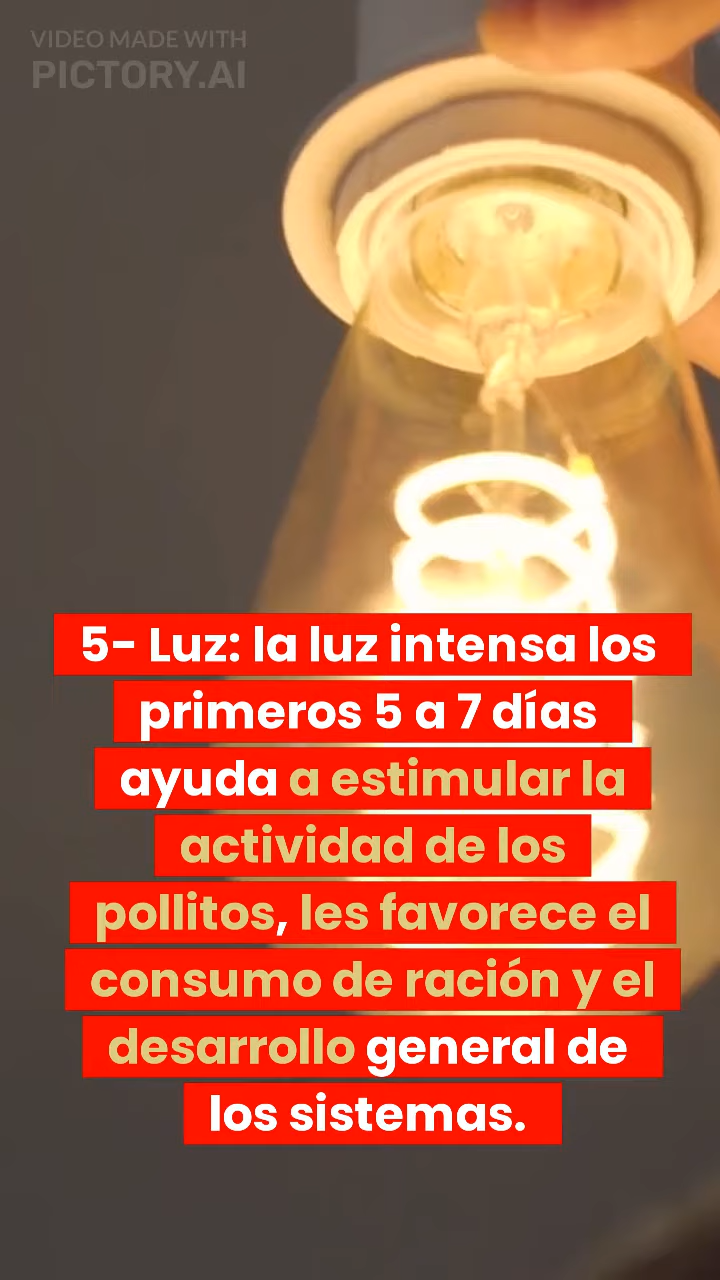 VIDEO MADE WITH
PICTORY.AI
5- Luz: la luz intensa los
primeros 5 a 7 días
ayuda a estimular la
actividad de los
pollitos, les favorece el
consumo de ración y el
desarrollo general de
los sistemas.